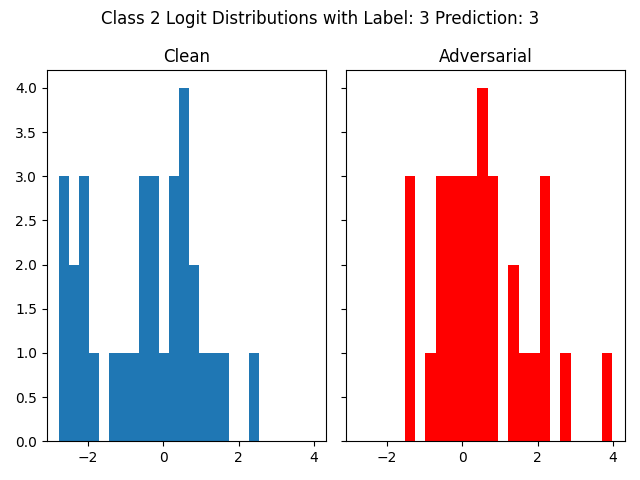 Class 2 Logit Distributions with Label: 3 Prediction: 3
Clean
Adversarial
4.0
3.5
3.0
2.5
2.0
1.5
1.0
0.5
0.0
−2 0 2 4
−2 0 2 4